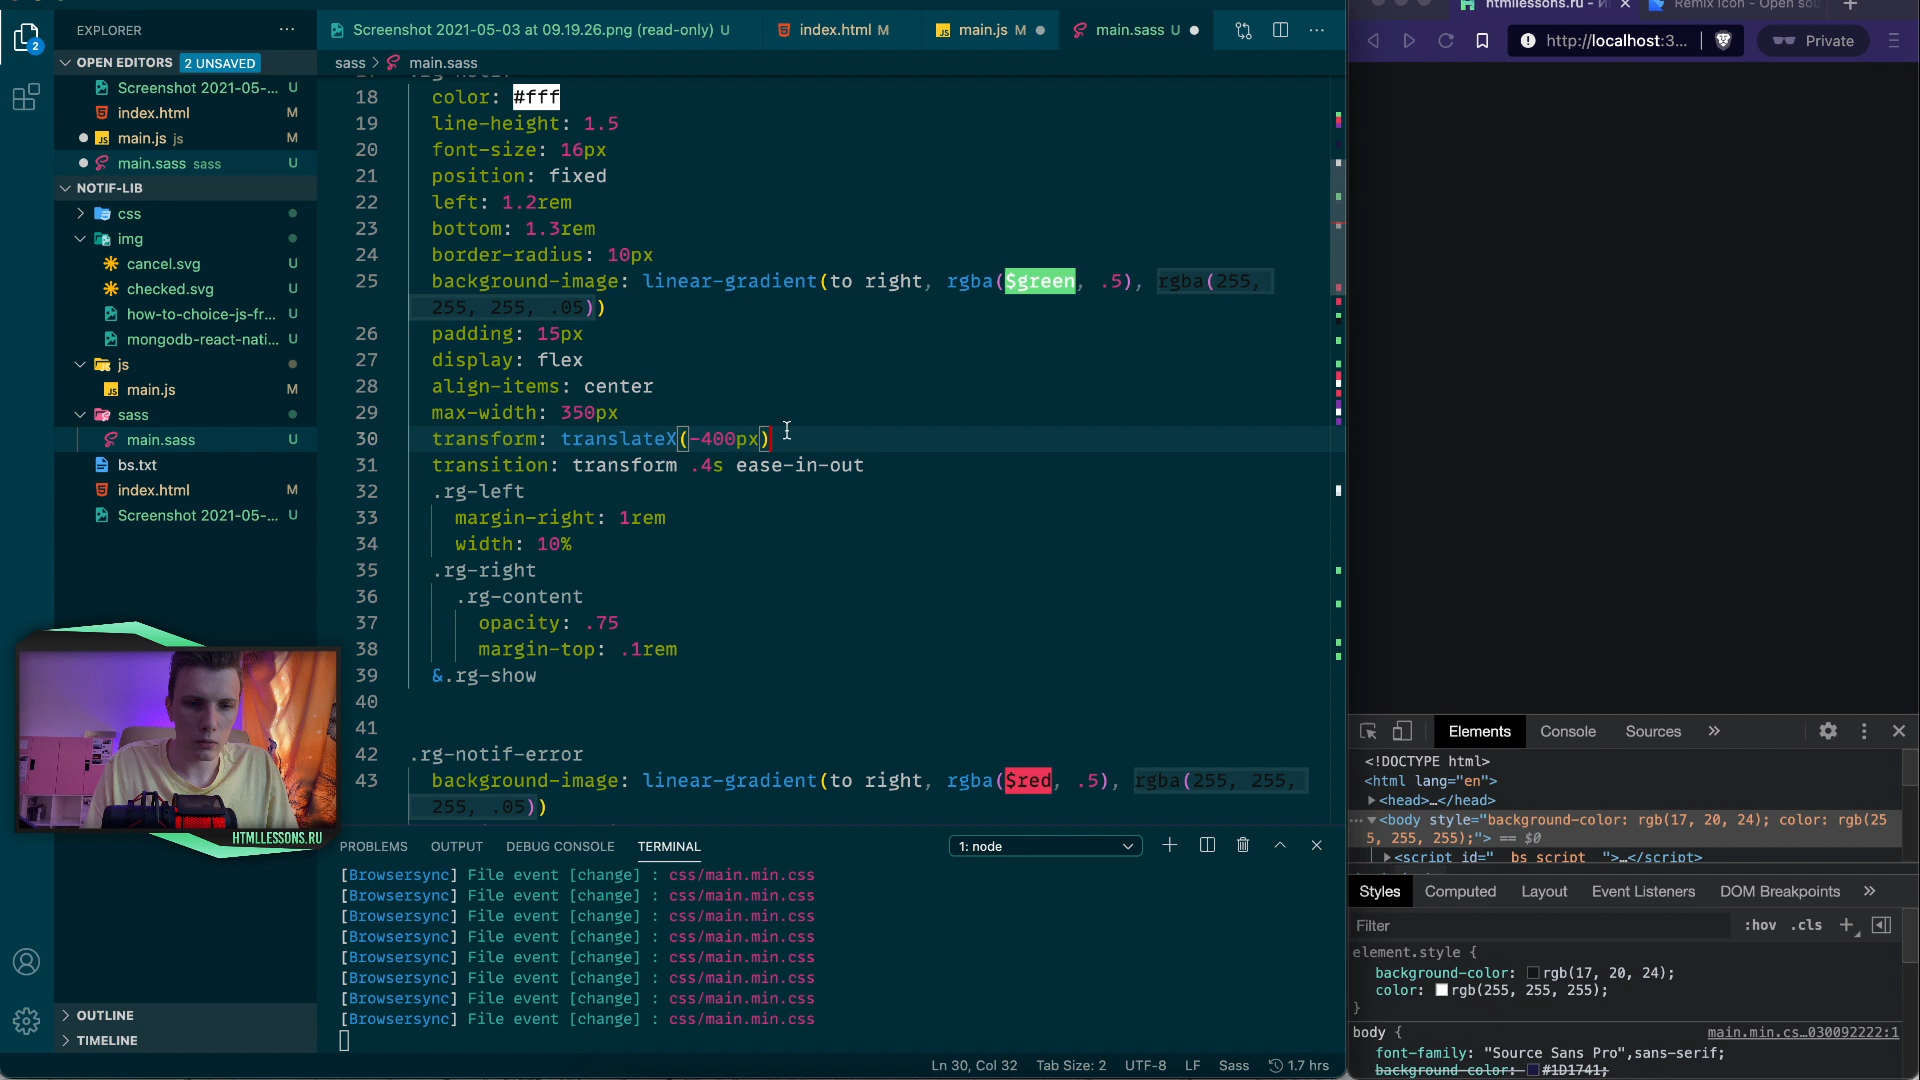 EXPLORER
OPEN EDITORS 2 UNSAVED
Screenshot 2021-05-... U
index.html M
main.js js M
main.sass sass U
NOTIF-LIB
css
img
cancel.svg U
checked.svg U
how-to-choice-js-fr... U
mongodb-react-nati... U
js
main.js M
sass
main.sass U
bs.txt
index.html M
Screenshot 2021-05-... U
OUTLINE
TIMELINE
2
HTMLLESSONS.RU
Screenshot 2021-05-03 at 09.19.26.png (read-only) U
index.html M
main.js M
main.sass U
sass > main.sass
18 color: #fff
19 line-height: 1.5
20 font-size: 16px
21 position: fixed
22 left: 1.2rem
23 bottom: 1.3rem
24 border-radius: 10px
25 background-image: linear-gradient(to right, rgba($green, .5), rgba(255,
255, 255, .05))
26 padding: 15px
27 display: flex
28 align-items: center
29 max-width: 350px
30 transform: translateX(-400px)
31 transition: transform .4s ease-in-out
32 .rg-left
33 margin-right: 1rem
34 width: 10%
35 .rg-right
36 .rg-content
37 opacity: .75
38 margin-top: .1rem
39 &.rg-show
40
41
42 .rg-notif-error
43 background-image: linear-gradient(to right, rgba($red, .5), rgba(255, 255,
255, .05))
PROBLEMS OUTPUT DEBUG CONSOLE TERMINAL 1: node
[Browsersync] File event [change] : css/main.min.css
[Browsersync] File event [change] : css/main.min.css
[Browsersync] File event [change] : css/main.min.css
[Browsersync] File event [change] : css/main.min.css
[Browsersync] File event [change] : css/main.min.css
[Browsersync] File event [change] : css/main.min.css
[Browsersync] File event [change] : css/main.min.css
[Browsersync] File event [change] : css/main.min.css
Ln 30, Col 32 Tab Size: 2 UTF-8 LF Sass 1.7 hrs
htmllessons.ru -
Remix Icon - Open sou
http://localhost:3... Private
Elements Console Sources
<!DOCTYPE html>
<html lang="en">
<head>…</head>
<body style="background-color: rgb(17, 20, 24); color: rgb(25
5, 255, 255);"> == $0
<script id="__bs_script__">…</script>
Styles Computed Layout Event Listeners DOM Breakpoints
Filter :hov .cls
element.style {
background-color: rgb(17, 20, 24);
color: rgb(255, 255, 255);
}
body { main.min.cs…030092222:1
font-family: "Source Sans Pro",sans-serif;
background-color: #1D1741;